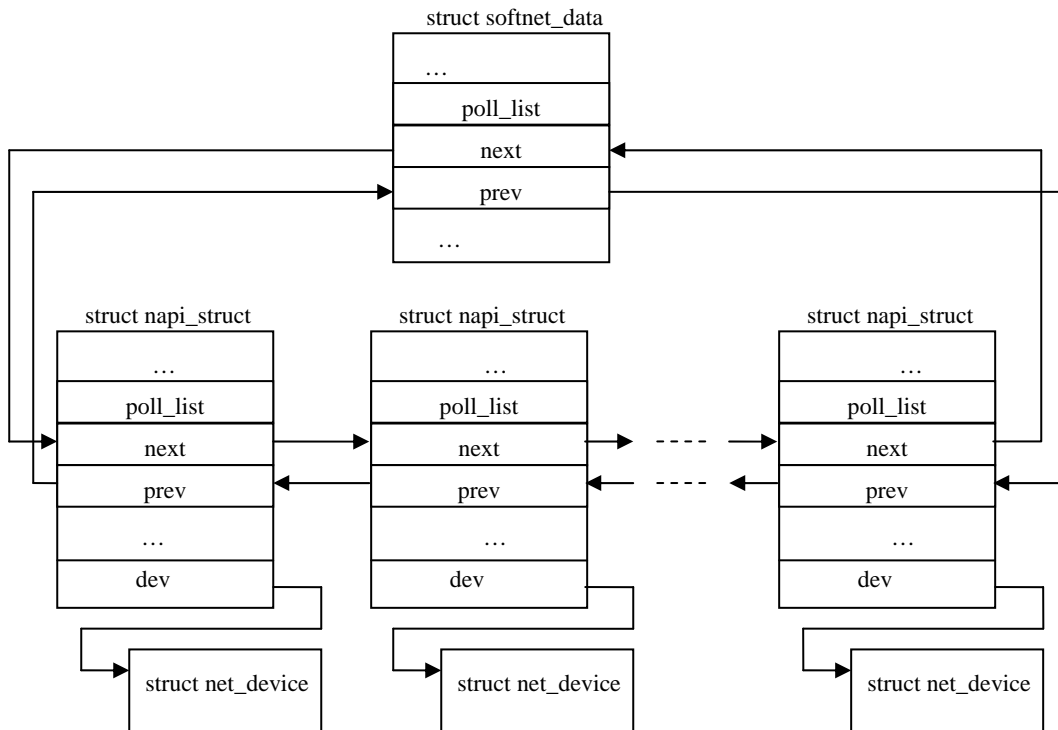 struct softnet_data
…
poll_list
next
prev
…
struct napi_struct struct napi_struct struct napi_struct
… … …
poll_list poll_list poll_list
next next ---- next
prev prev ---- prev
… … …
dev dev dev
struct net_device struct net_device struct net_device